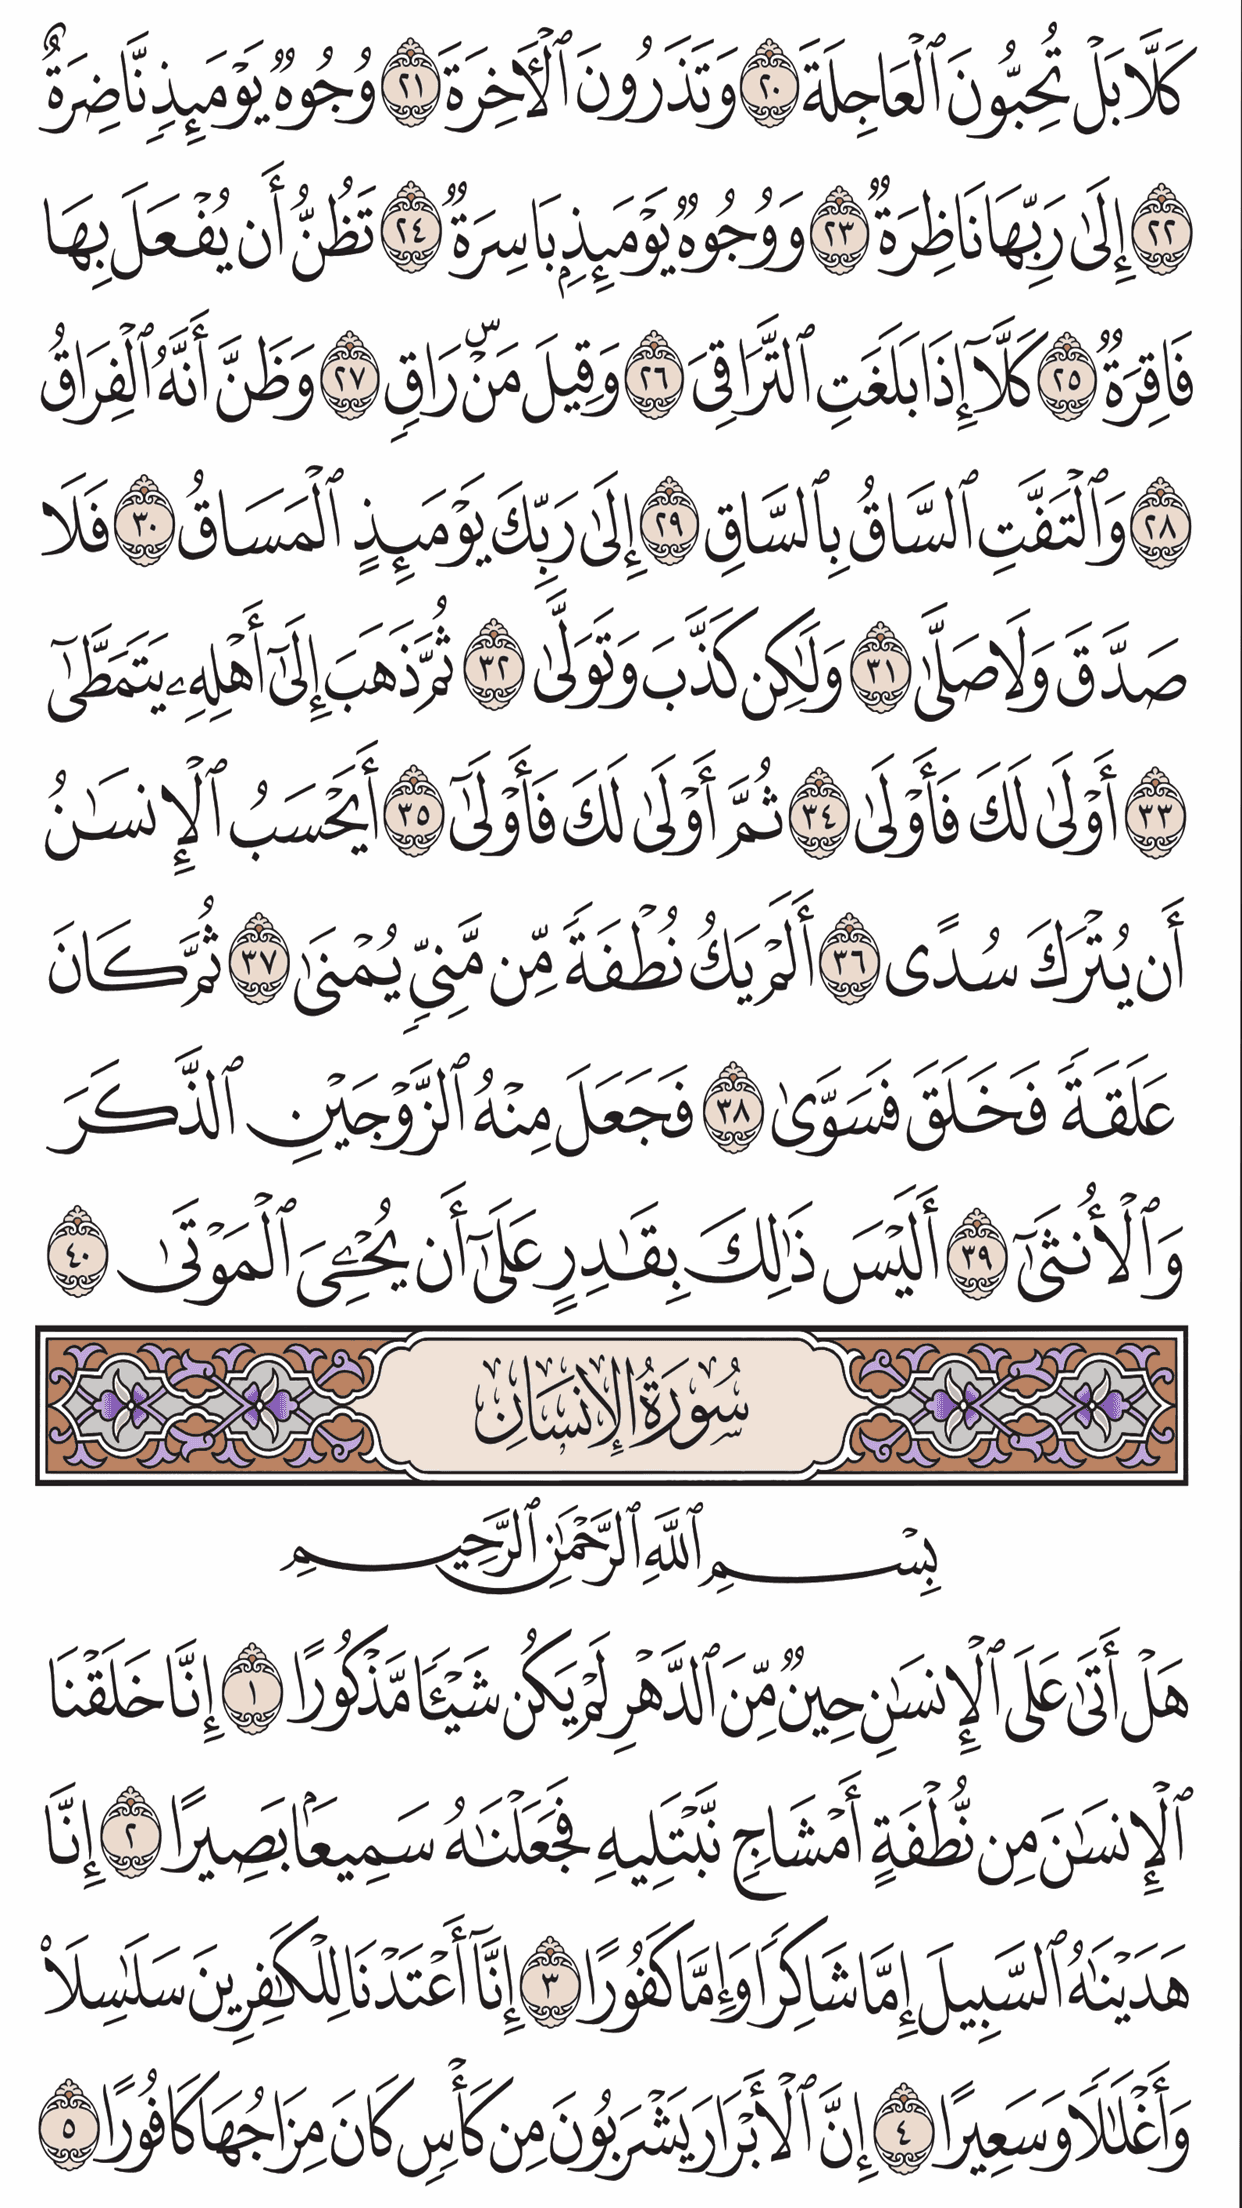 كَلَّا بَلْ تُحِبُّونَ ٱلْعَاجِلَةَ ٢٠ وَتَذَرُونَ ٱلْأٓخِرَةَ ٢١ وُجُوهٌ يَوْمَئِذٍ نَّاضِرَةٌ
٢٢ إِلَىٰ رَبِّهَا نَاظِرَةٌ ٢٣ وَوُجُوهٌ يَوْمَئِذِۭ بَاسِرَةٌ ٢٤ تَظُنُّ أَن يُفْعَلَ بِهَا
فَاقِرَةٌ ٢٥ كَلَّآ إِذَا بَلَغَتِ ٱلتَّرَاقِىَ ٢٦ وَقِيلَ مَنْۜ رَاقٍ ٢٧ وَظَنَّ أَنَّهُ ٱلْفِرَاقُ
٢٨ وَٱلْتَفَّتِ ٱلسَّاقُ بِٱلسَّاقِ ٢٩ إِلَىٰ رَبِّكَ يَوْمَئِذٍ ٱلْمَسَاقُ ٣٠ فَلَا
صَدَّقَ وَلَا صَلَّىٰ ٣١ وَلَٰكِن كَذَّبَ وَتَوَلَّىٰ ٣٢ ثُمَّ ذَهَبَ إِلَىٰٓ أَهْلِهِۦ يَتَمَطَّىٰٓ
٣٣ أَوْلَىٰ لَكَ فَأَوْلَىٰ ٣٤ ثُمَّ أَوْلَىٰ لَكَ فَأَوْلَىٰٓ ٣٥ أَيَحْسَبُ ٱلْإِنسَٰنُ
أَن يُتْرَكَ سُدًى ٣٦ أَلَمْ يَكُ نُطْفَةً مِّن مَّنِىٍّ يُمْنَىٰ ٣٧ ثُمَّ كَانَ
عَلَقَةً فَخَلَقَ فَسَوَّىٰ ٣٨ فَجَعَلَ مِنْهُ ٱلزَّوْجَيْنِ ٱلذَّكَرَ
وَٱلْأُنثَىٰٓ ٣٩ أَلَيْسَ ذَٰلِكَ بِقَٰدِرٍ عَلَىٰٓ أَن يُحْـِۧىَ ٱلْمَوْتَىٰ ٤٠
سُورَةُ الإِنسَانِ
بِسْمِ ٱللَّهِ ٱلرَّحْمَٰنِ ٱلرَّحِيمِ
هَلْ أَتَىٰ عَلَى ٱلْإِنسَٰنِ حِينٌ مِّنَ ٱلدَّهْرِ لَمْ يَكُن شَيْـًٔا مَّذْكُورًا ١ إِنَّا خَلَقْنَا
ٱلْإِنسَٰنَ مِن نُّطْفَةٍ أَمْشَاجٍ نَّبْتَلِيهِ فَجَعَلْنَٰهُ سَمِيعَۢا بَصِيرًا ٢ إِنَّا
هَدَيْنَٰهُ ٱلسَّبِيلَ إِمَّا شَاكِرًا وَإِمَّا كَفُورًا ٣ إِنَّآ أَعْتَدْنَا لِلْكَٰفِرِينَ سَلَٰسِلَا۟
وَأَغْلَٰلًا وَسَعِيرًا ٤ إِنَّ ٱلْأَبْرَارَ يَشْرَبُونَ مِن كَأْسٍ كَانَ مِزَاجُهَا كَافُورًا ٥